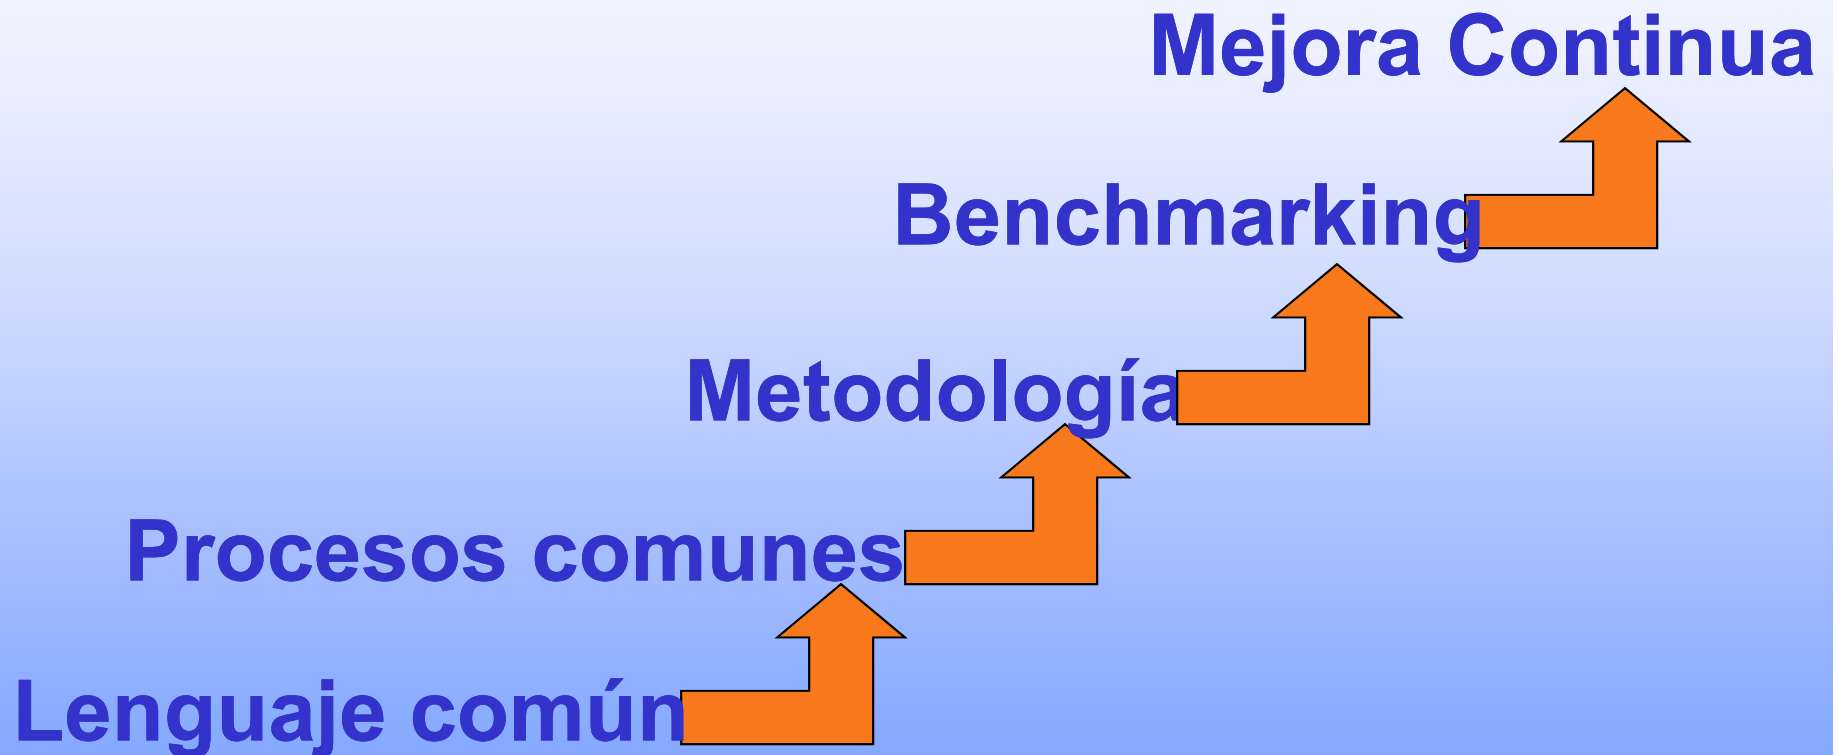 Mejora Continua
Benchmarking
Metodología
Procesos comunes
Lenguaje común